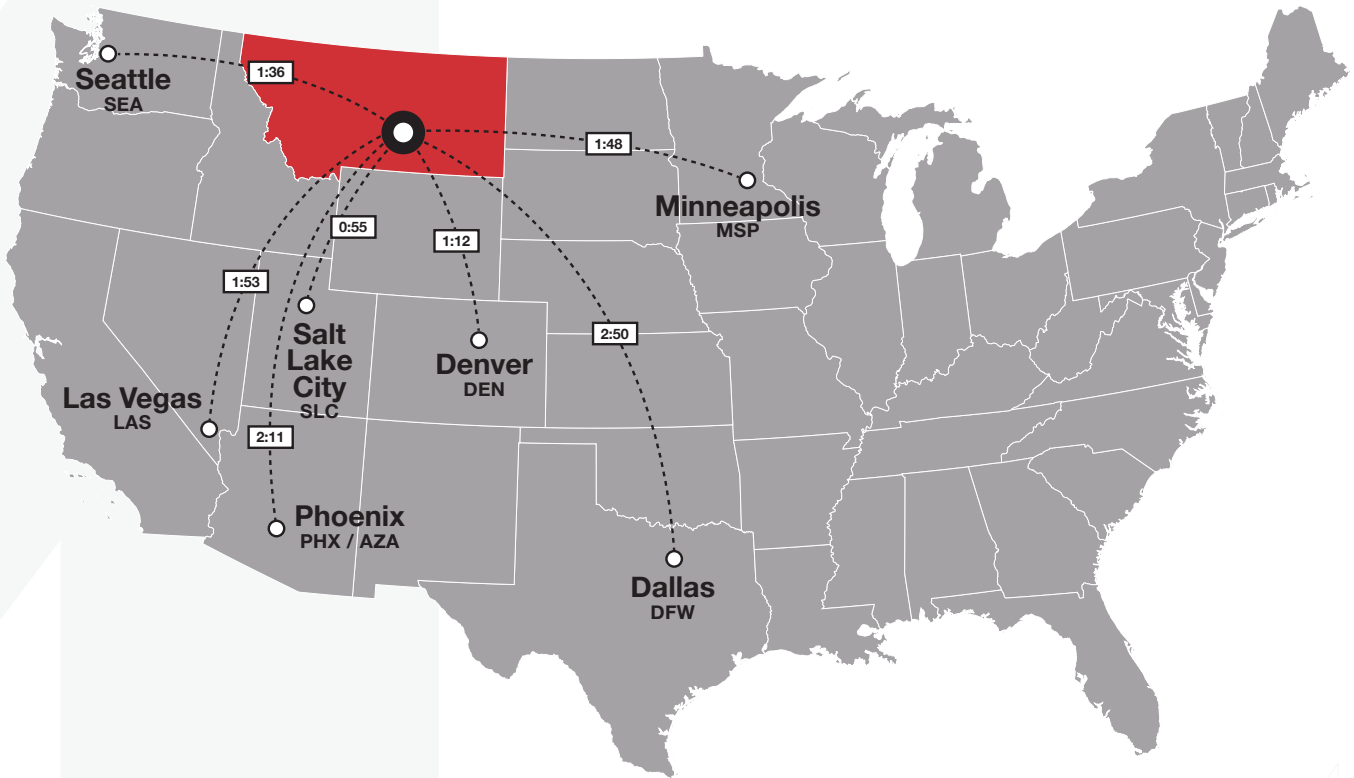 1:36
Seattle
SEA
1:48
Minneapolis
MSP
0:55
1:12
1:53
2:50
Salt
Lake
City
SLC
Denver
DEN
Las Vegas
LAS
2:11
Phoenix
PHX / AZA
Dallas
DFW